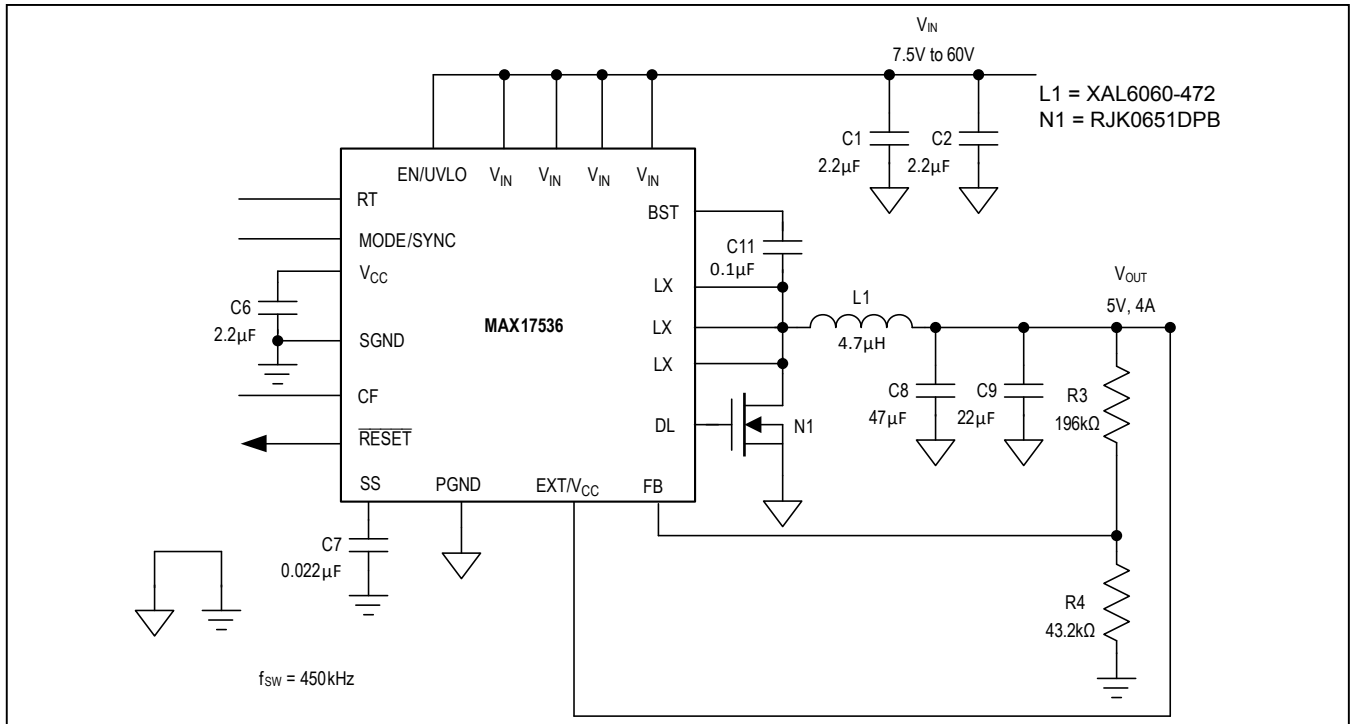 V_IN
7.5V to 60V
L1 = XAL6060-472
N1 = RJK0651DPB
C1
2.2µF
C2
2.2µF
EN/UVLO
V_IN
V_IN
V_IN
V_IN
RT
MODE/SYNC
V_CC
SGND
CF
RESET
SS
PGND
EXT/V_CC
FB
BST
LX
LX
LX
DL
MAX17536
C6
2.2µF
C7
0.022µF
C11
0.1µF
L1
4.7µH
N1
V_OUT
5V, 4A
C8
47µF
C9
22µF
R3
196kΩ
R4
43.2kΩ
f_SW = 450kHz